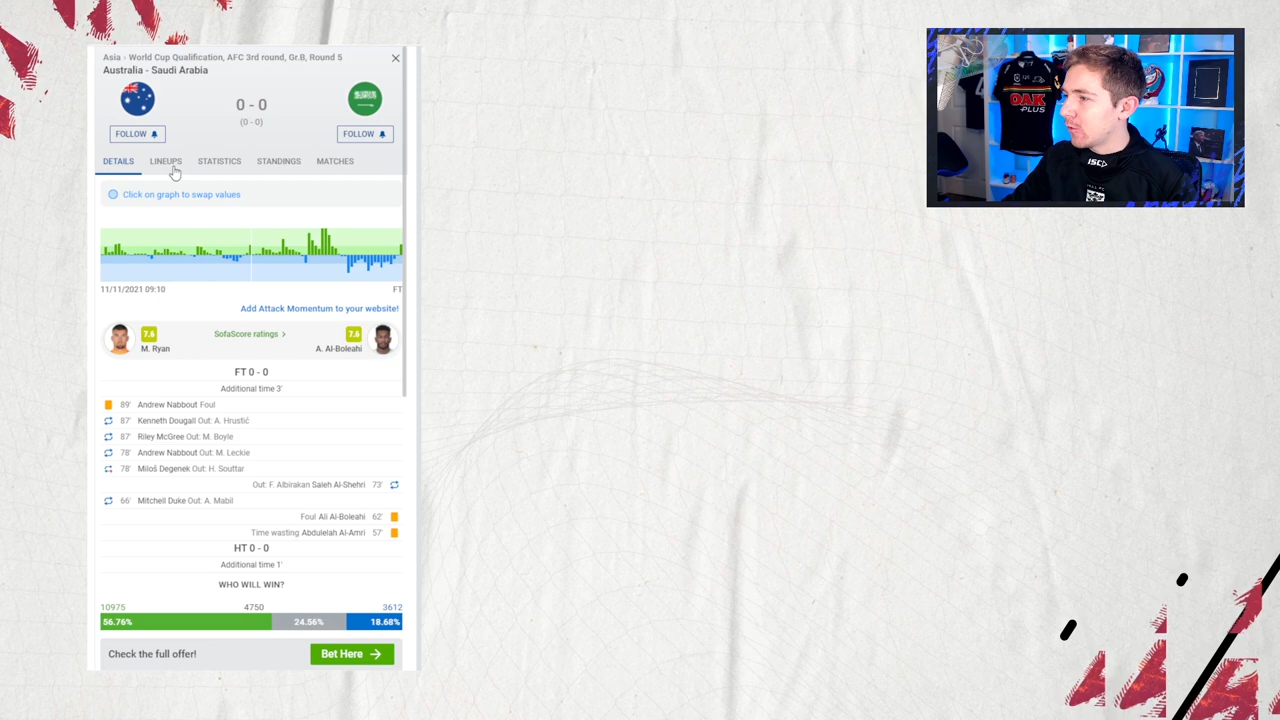 Asia › World Cup Qualification, AFC 3rd round, Gr.B, Round 5
Australia - Saudi Arabia
0 - 0
(0 - 0)
FOLLOW
FOLLOW
DETAILS LINEUPS STATISTICS STANDINGS MATCHES
Click on graph to swap values
11/11/2021 09:10 FT
Add Attack Momentum to your website!
7.6 SofaScore ratings > 7.6
M. Ryan A. Al-Boleahi
FT 0 - 0
Additional time 3'
89' Andrew Nabbout Foul
87' Kenneth Dougall Out: A. Hrustić
87' Riley McGree Out: M. Boyle
78' Andrew Nabbout Out: M. Leckie
78' Miloš Degenek Out: H. Souttar
Out: F. Albirakan Saleh Al-Shehri 73'
66' Mitchell Duke Out: A. Mabil
Foul Ali Al-Boleahi 62'
Time wasting Abdulelah Al-Amri 57'
HT 0 - 0
Additional time 1'
WHO WILL WIN?
10975 4750 3612
56.76% 24.56% 18.68%
Check the full offer! Bet Here
OAK
PLUS
ISC